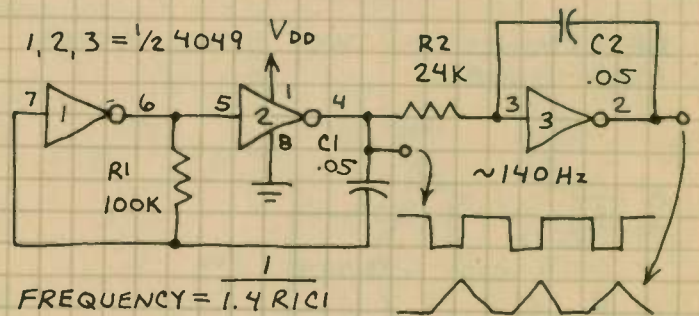 1, 2, 3 = 1/2 4049
VDD
R2
24K
C2
.05
7
1
6
5
2
1
4
8
3
3
2
R1
100K
C1
.05
~140 Hz
FREQUENCY = 1
1.4 R1C1